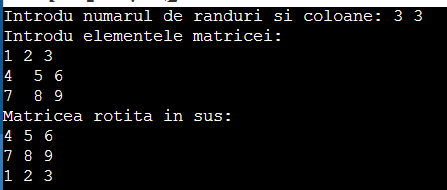 Introdu numarul de randuri si coloane: 3 3
Introdu elementele matricei:
1 2 3
4  5 6
7  8 9
Matricea rotita in sus:
4 5 6
7 8 9
1 2 3